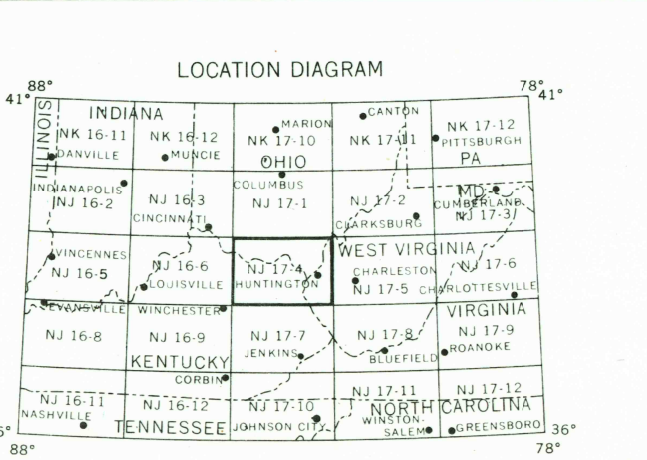 LOCATION DIAGRAM
88° 78°
41° 41°
ILLINOIS
INDIANA
NK 16-11
DANVILLE
NK 16-12
MUNCIE
MARION
NK 17-10
OHIO
CANTON
NK 17-11
NK 17-12
PITTSBURGH
PA
INDIANAPOLIS
NJ 16-2
NJ 16-3
CINCINNATI
COLUMBUS
NJ 17-1
NJ 17-2
CLARKSBURG
MD
CUMBERLAND
NJ 17-3
VINCENNES
NJ 16-5
NJ 16-6
LOUISVILLE
NJ 17-4
HUNTINGTON
WEST VIRGINIA
CHARLESTON
NJ 17-5
NJ 17-6
CHARLOTTESVILLE
EVANSVILLE
NJ 16-8
WINCHESTER
NJ 16-9
KENTUCKY
CORBIN
NJ 17-7
JENKINS
NJ 17-8
BLUEFIELD
VIRGINIA
NJ 17-9
ROANOKE
NJ 16-11
NASHVILLE
NJ 16-12
TENNESSEE
NJ 17-10
JOHNSON CITY
NJ 17-11
NORTH CAROLINA
WINSTON-
SALEM
NJ 17-12
GREENSBORO
6° 36°
88° 78°